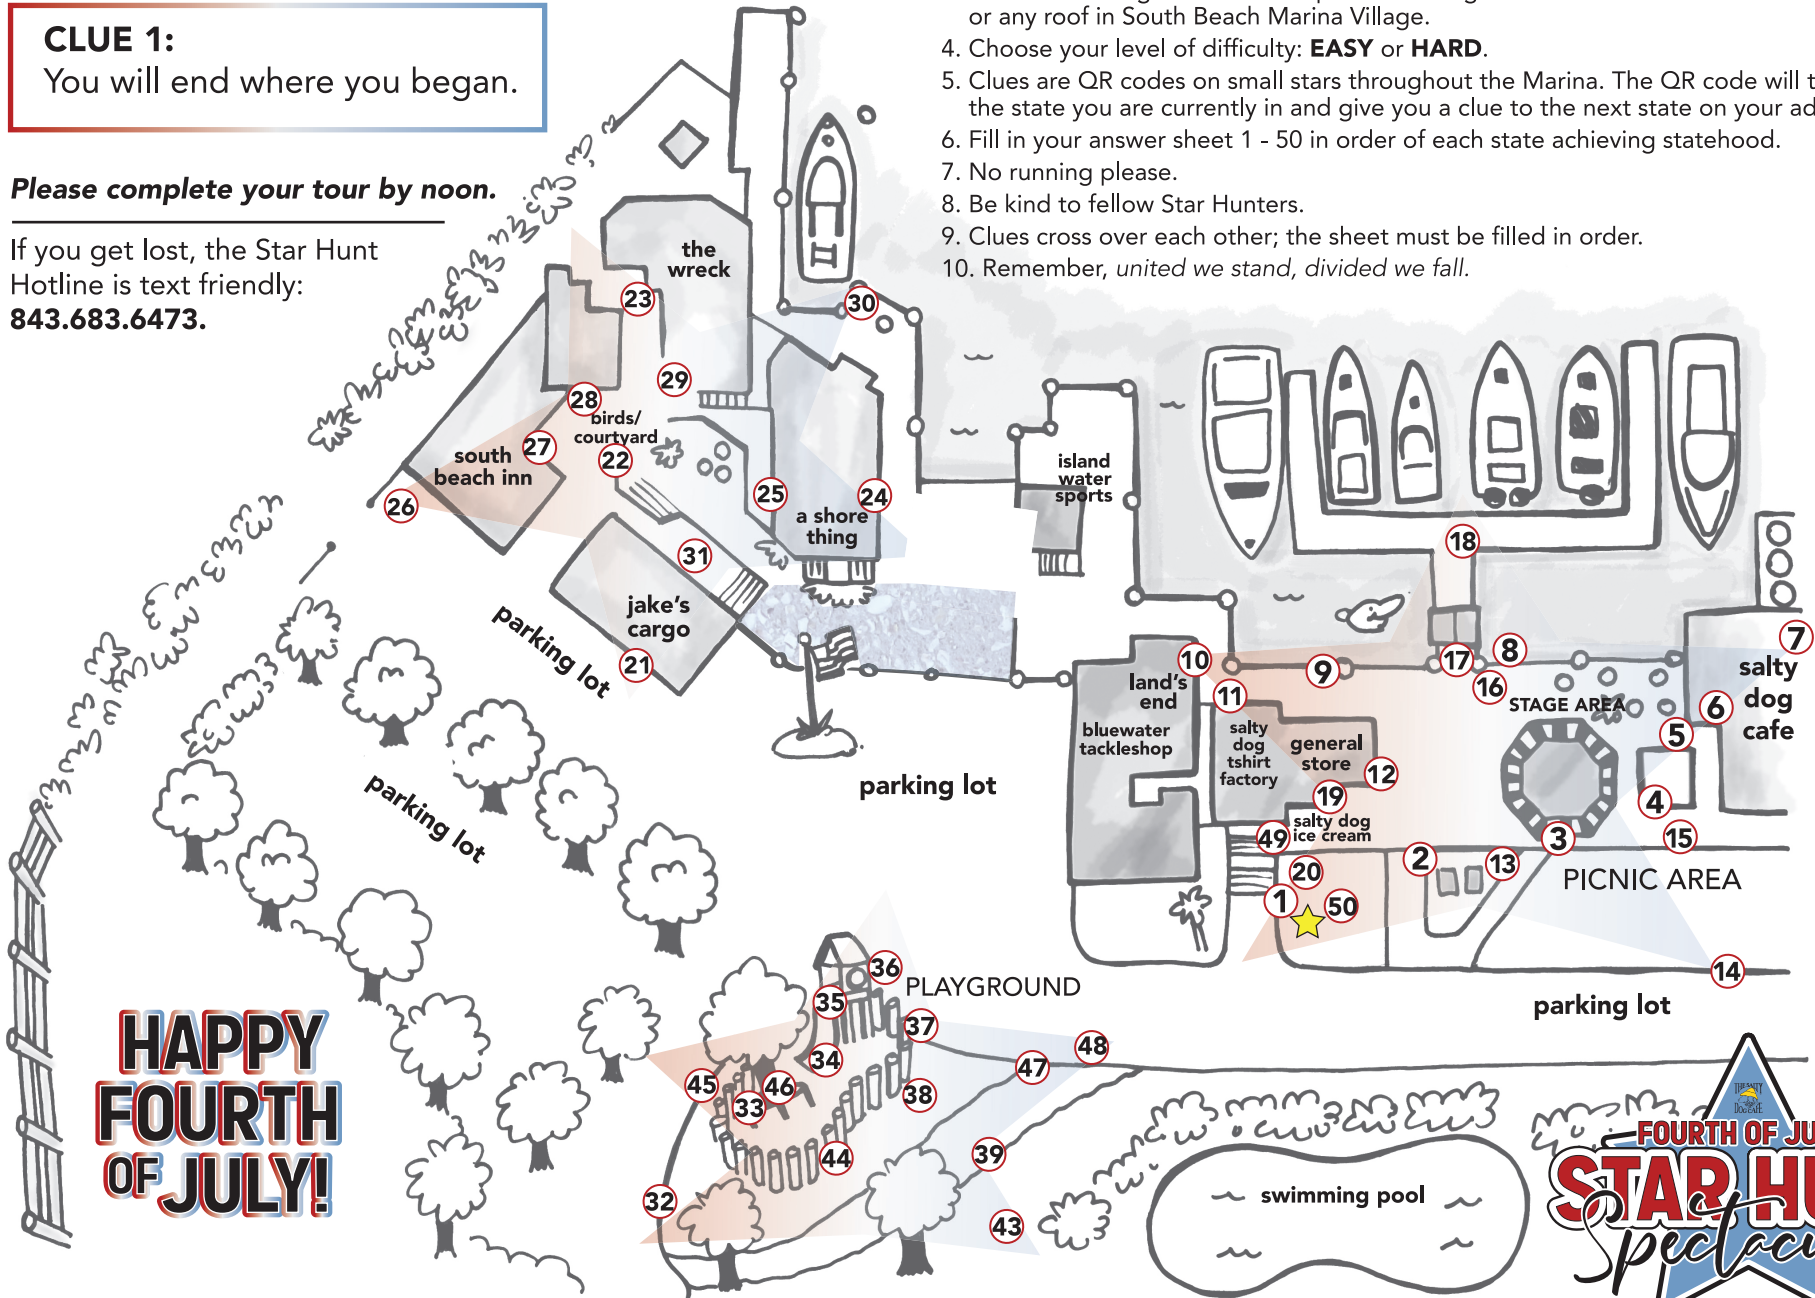 CLUE 1:
You will end where you began.
Please complete your tour by noon.
If you get lost, the Star Hunt
Hotline is text friendly:
843.683.6473.
or any roof in South Beach Marina Village.
4. Choose your level of difficulty: EASY or HARD.
5. Clues are QR codes on small stars throughout the Marina. The QR code will t
the state you are currently in and give you a clue to the next state on your ad
6. Fill in your answer sheet 1 - 50 in order of each state achieving statehood.
7. No running please.
8. Be kind to fellow Star Hunters.
9. Clues cross over each other; the sheet must be filled in order.
10. Remember, united we stand, divided we fall.
the
wreck
23
30
29
28
birds/
courtyard
27
22
south
beach inn
26
25
24
a shore
thing
31
jake's
cargo
21
parking lot
parking lot
parking lot
island
water
sports
18
10
land's
end
bluewater
tackleshop
11
9
17
8
16
7
salty
dog
cafe
STAGE AREA
6
5
salty
dog
tshirt
factory
general
store
12
19
salty dog
ice cream
49
4
3
15
2
13
20
1
50
PICNIC AREA
14
parking lot
36
PLAYGROUND
35
37
34
48
47
45
46
33
38
44
39
32
43
swimming pool
HAPPY
FOURTH
OF JULY!
THE SALTY
DOG CAFE
FOURTH OF JU
STAR HU
Spectacu